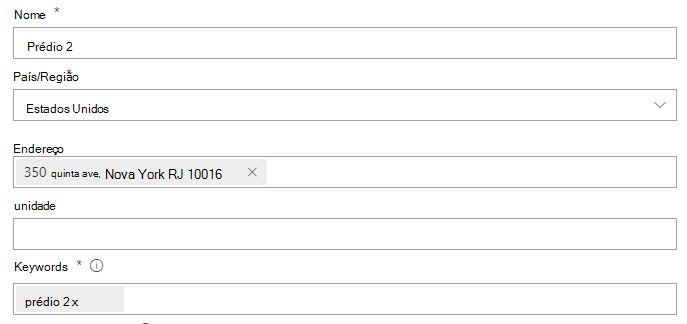 Nome *
Prédio 2
País/Região *
Estados Unidos
Endereço
350 quinta ave, Nova York RJ 10016
unidade
Keywords *
prédio 2 x